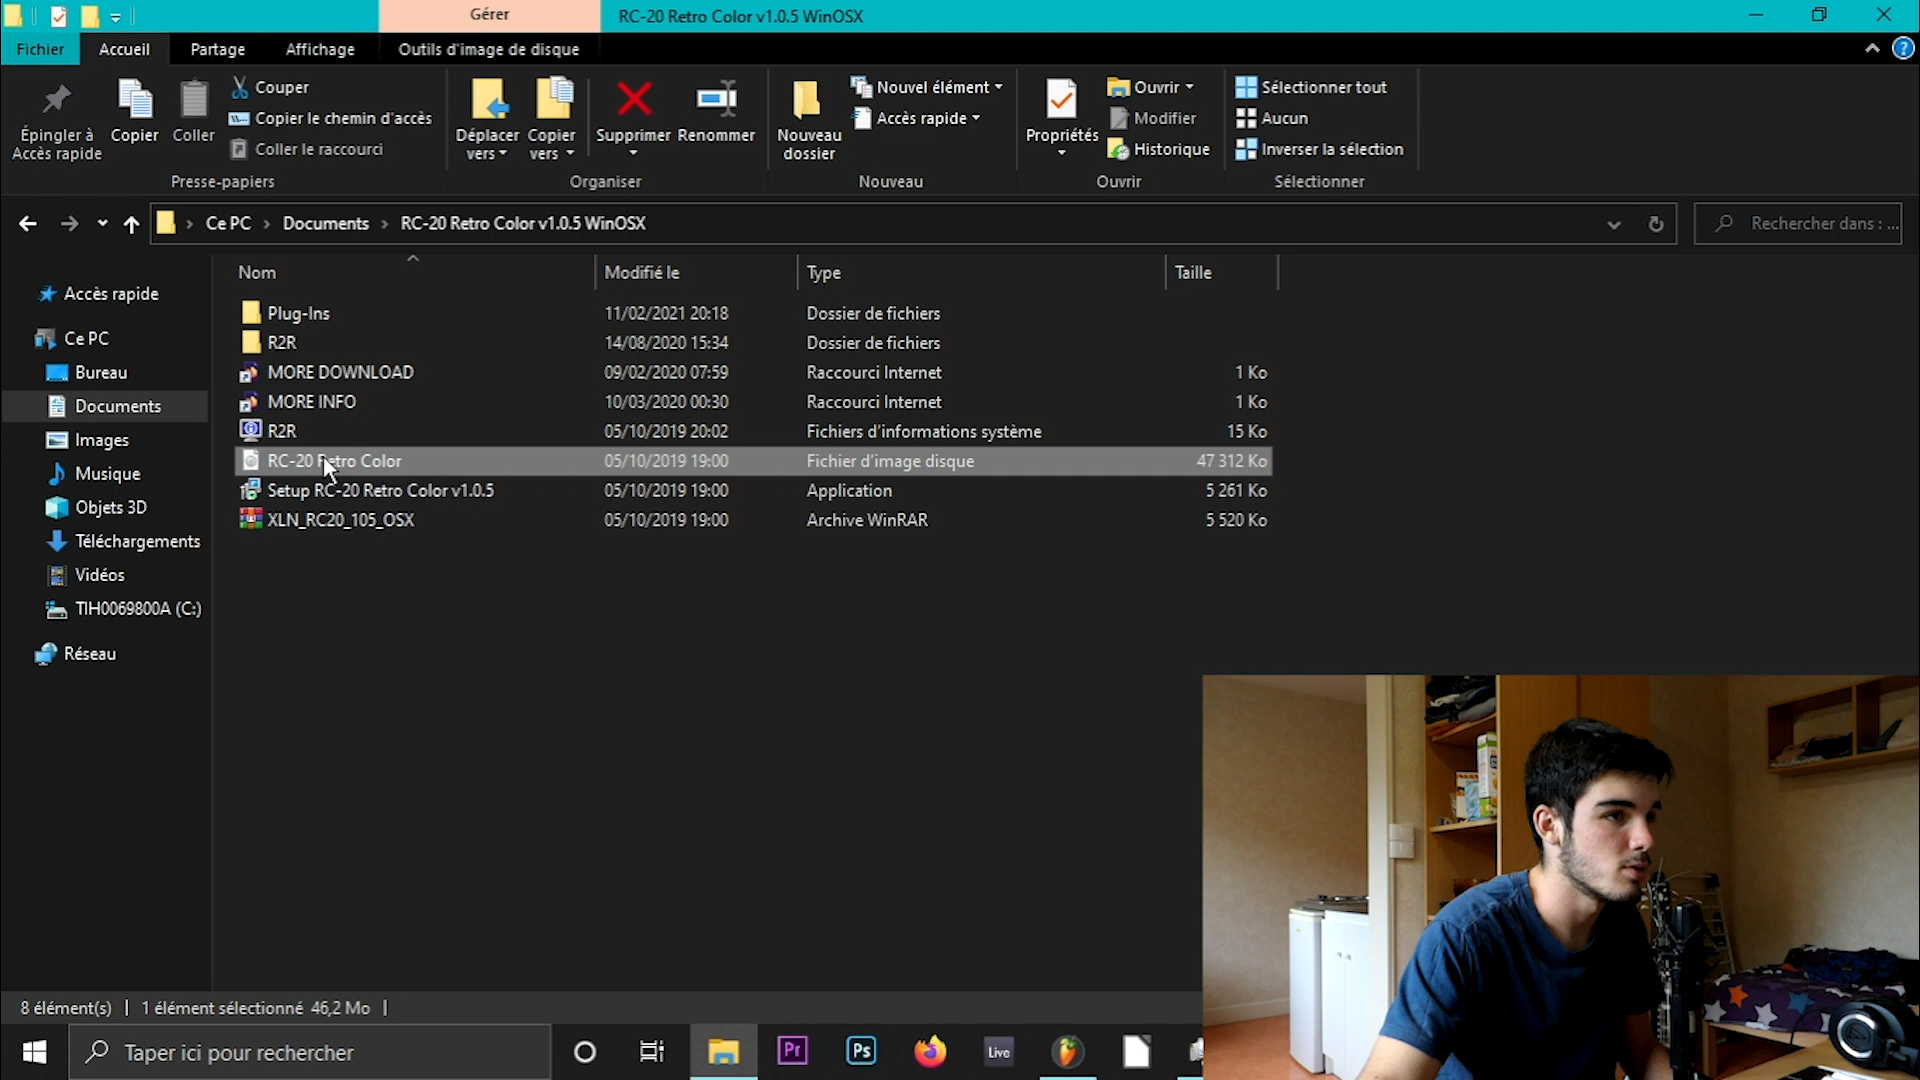 Gérer
RC-20 Retro Color v1.0.5 WinOSX
Fichier
Accueil
Partage
Affichage
Outils d'image de disque
Épingler à
Accès rapide
Copier
Coller
Couper
Copier le chemin d'accès
Coller le raccourci
Presse-papiers
Déplacer
vers
Copier
vers
Supprimer
Renommer
Organiser
Nouveau
dossier
Nouvel élément
Accès rapide
Nouveau
Propriétés
Ouvrir
Modifier
Historique
Ouvrir
Sélectionner tout
Aucun
Inverser la sélection
Sélectionner
Ce PC > Documents > RC-20 Retro Color v1.0.5 WinOSX
Rechercher dans : ...
Accès rapide
Ce PC
Bureau
Documents
Images
Musique
Objets 3D
Téléchargements
Vidéos
TIH0069800A (C:)
Réseau
Nom Modifié le Type Taille
Plug-Ins 11/02/2021 20:18 Dossier de fichiers
R2R 14/08/2020 15:34 Dossier de fichiers
MORE DOWNLOAD 09/02/2020 07:59 Raccourci Internet 1 Ko
MORE INFO 10/03/2020 00:30 Raccourci Internet 1 Ko
R2R 05/10/2019 20:02 Fichiers d'informations système 15 Ko
RC-20 Retro Color 05/10/2019 19:00 Fichier d'image disque 47 312 Ko
Setup RC-20 Retro Color v1.0.5 05/10/2019 19:00 Application 5 261 Ko
XLN_RC20_105_OSX 05/10/2019 19:00 Archive WinRAR 5 520 Ko
8 élément(s)
1 élément sélectionné 46,2 Mo
Taper ici pour rechercher
Pr
Ps
Live